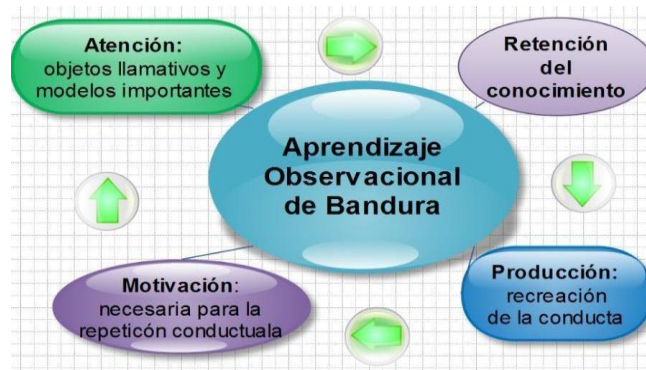 Atención:
objetos llamativos y
modelos importantes
Retención
del
conocimiento
Aprendizaje
Observacional
de Bandura
Motivación:
necesaria para la
repeticón conductuala
Producción:
recreación
de la conducta